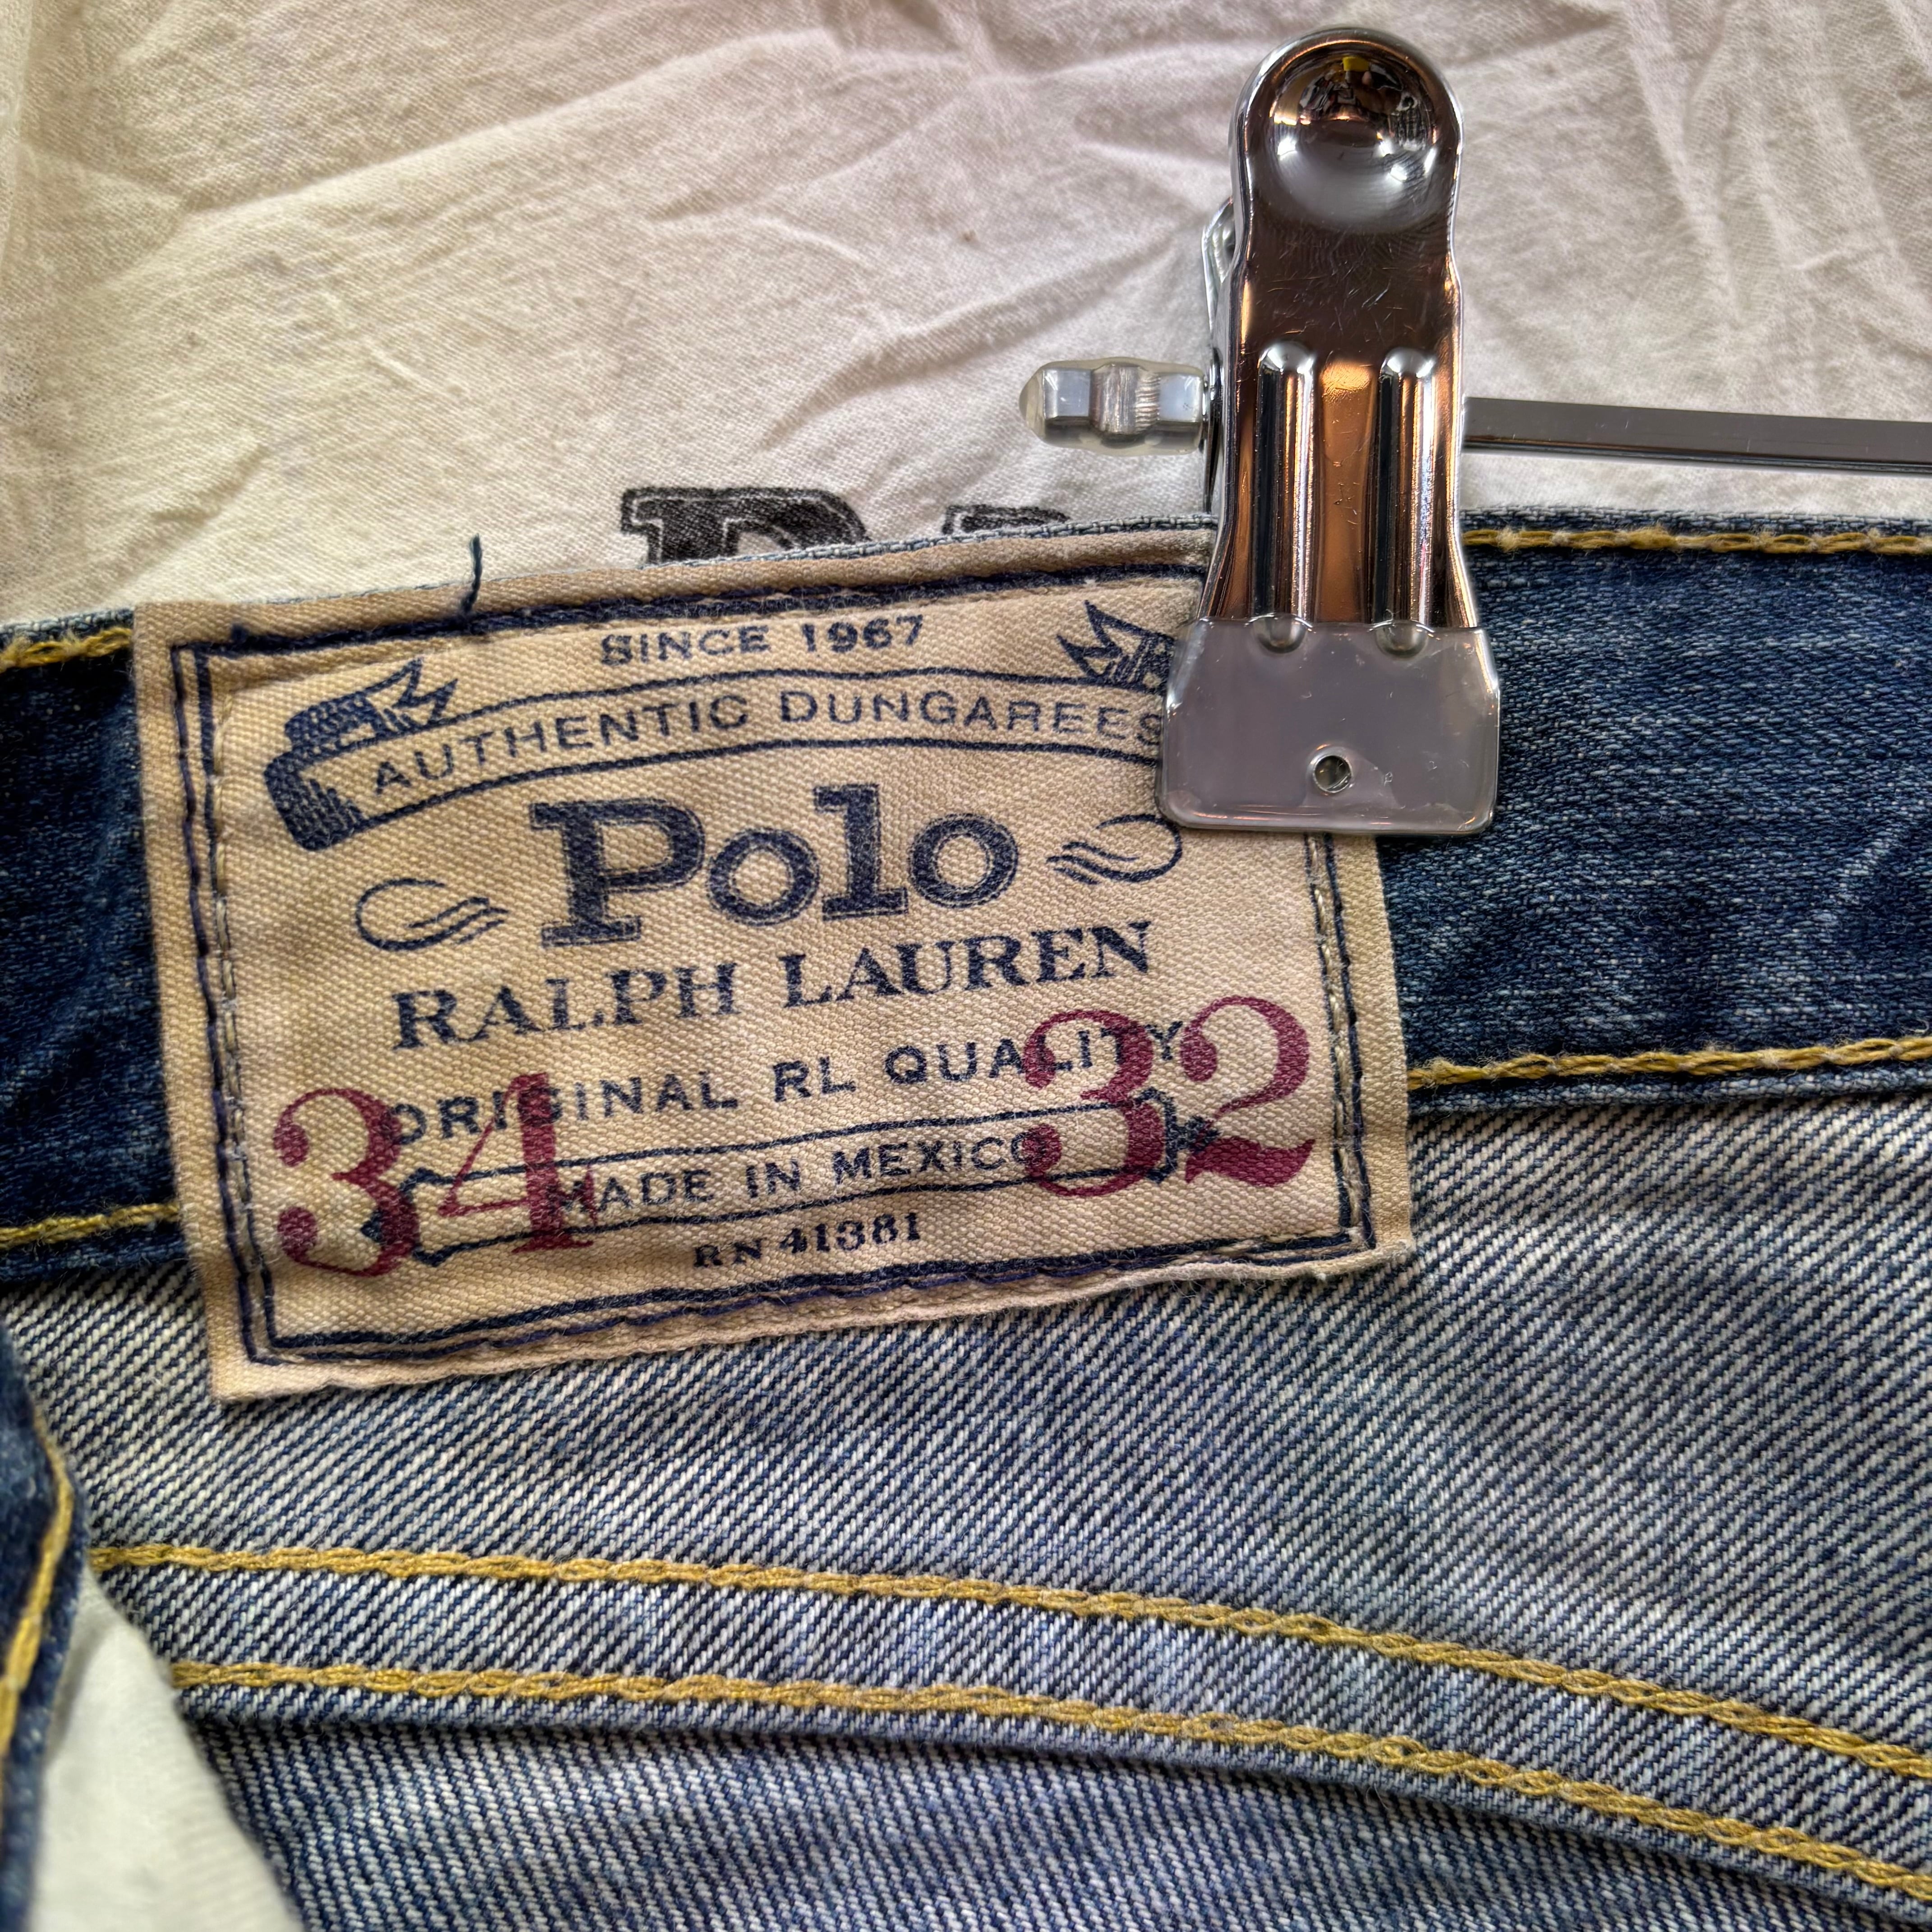 SINCE 1967
AUTHENTIC DUNGAREES
Polo
RALPH LAUREN
ORIGINAL RL QUALITY
34 32
MADE IN MEXICO
RN 41381